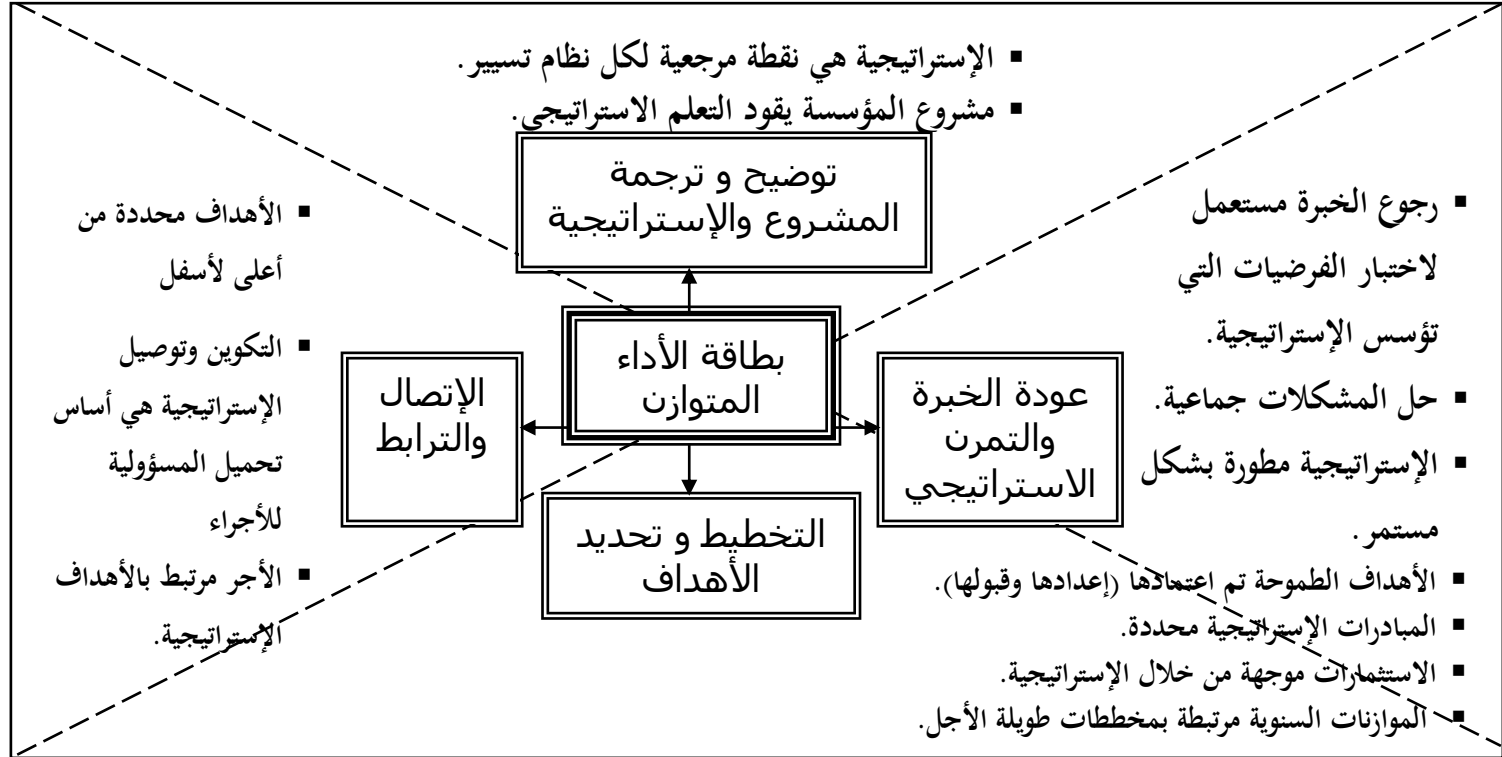 ▪ الإستراتيجية هي نقطة مرجعية لكل نظام تسيير.
▪ مشروع المؤسسة يقود التعلم الاستراتيجي.
توضيح و ترجمة
المشروع والإستراتيجية
▪ رجوع الخبرة مستعمل
لاختبار الفرضيات التي
تؤسس الإستراتيجية.
▪ حل المشكلات جماعية.
▪ الإستراتيجية مطورة بشكل
مستمر.
عودة الخبرة
والتمرن
الاستراتيجي
بطاقة الأداء
المتوازن
الإتصال
والترابط
▪ الأهداف محددة من
أعلى لأسفل
▪ التكوين وتوصيل
الإستراتيجية هي أساس
تحميل المسؤولية
للأجراء
▪ الأجر مرتبط بالأهداف
الإستراتيجية.
التخطيط و تحديد
الأهداف
▪ الأهداف الطموحة تم اعتمادها (إعدادها وقبولها).
▪ المبادرات الإستراتيجية محددة.
▪ الاستثمارات موجهة من خلال الإستراتيجية.
▪ الموازنات السنوية مرتبطة بمخططات طويلة الأجل.